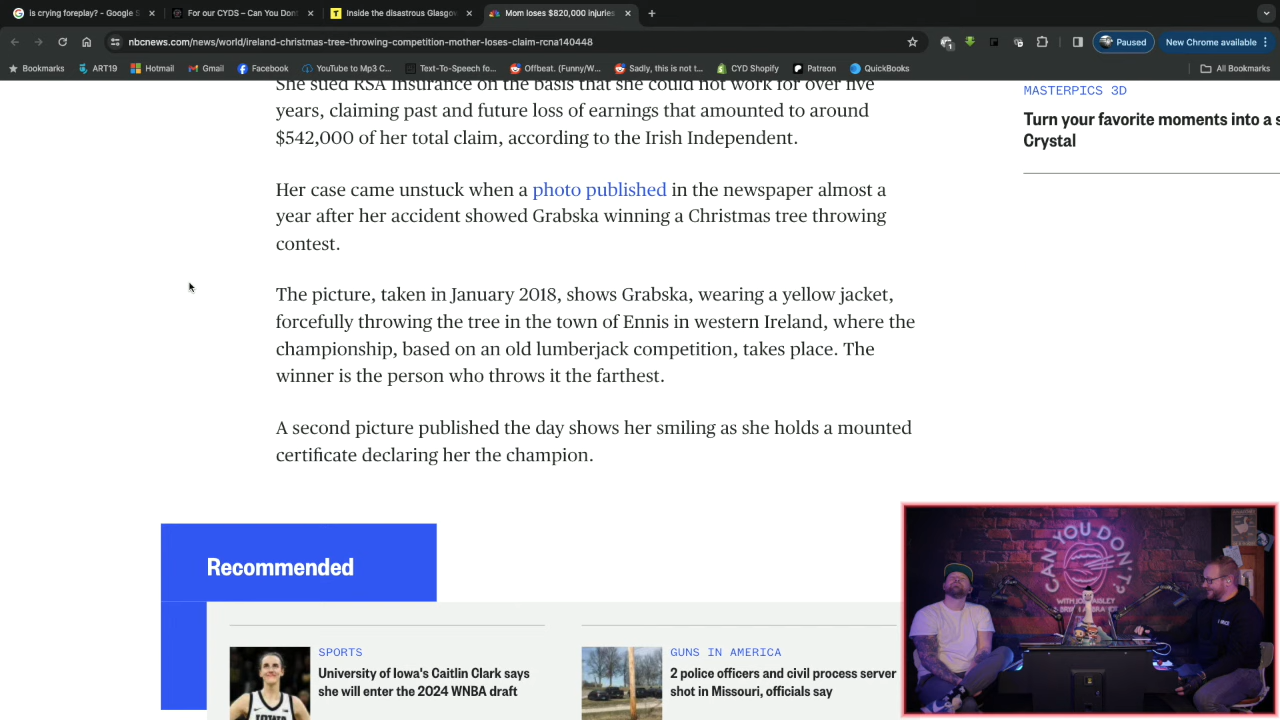 is crying foreplay? - Google S
For our CYDS – Can You Don'
Inside the disastrous Glasgow
Mom loses $820,000 injuries
nbcnews.com/news/world/ireland-christmas-tree-throwing-competition-mother-loses-claim-rcna140448
Paused
New Chrome available
Bookmarks
ART19
Hotmail
Gmail
Facebook
YouTube to Mp3 C...
Text-To-Speech fo...
Offbeat. (Funny/W...
Sadly, this is not t...
CYD Shopify
Patreon
QuickBooks
All Bookmarks
She sued RSA Insurance on the basis that she could not work for over five
years, claiming past and future loss of earnings that amounted to around
$542,000 of her total claim, according to the Irish Independent.
Her case came unstuck when a photo published in the newspaper almost a
year after her accident showed Grabska winning a Christmas tree throwing
contest.
The picture, taken in January 2018, shows Grabska, wearing a yellow jacket,
forcefully throwing the tree in the town of Ennis in western Ireland, where the
championship, based on an old lumberjack competition, takes place. The
winner is the person who throws it the farthest.
A second picture published the day shows her smiling as she holds a mounted
certificate declaring her the champion.
MASTERPICS 3D
Turn your favorite moments into a s
Crystal
Recommended
SPORTS
University of Iowa's Caitlin Clark says
she will enter the 2024 WNBA draft
IOWA
GUNS IN AMERICA
2 police officers and civil process server
shot in Missouri, officials say
CAN YOU DON'T?